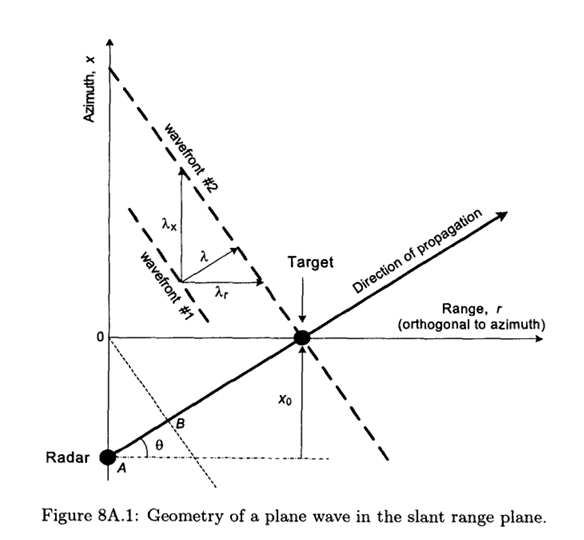 Azimuth, x
wavefront #2
λx
λ
λr
wavefront #1
Direction of propagation
Target
Range, r
(orthogonal to azimuth)
0
x0
B
θ
Radar
A
Figure 8A.1: Geometry of a plane wave in the slant range plane.